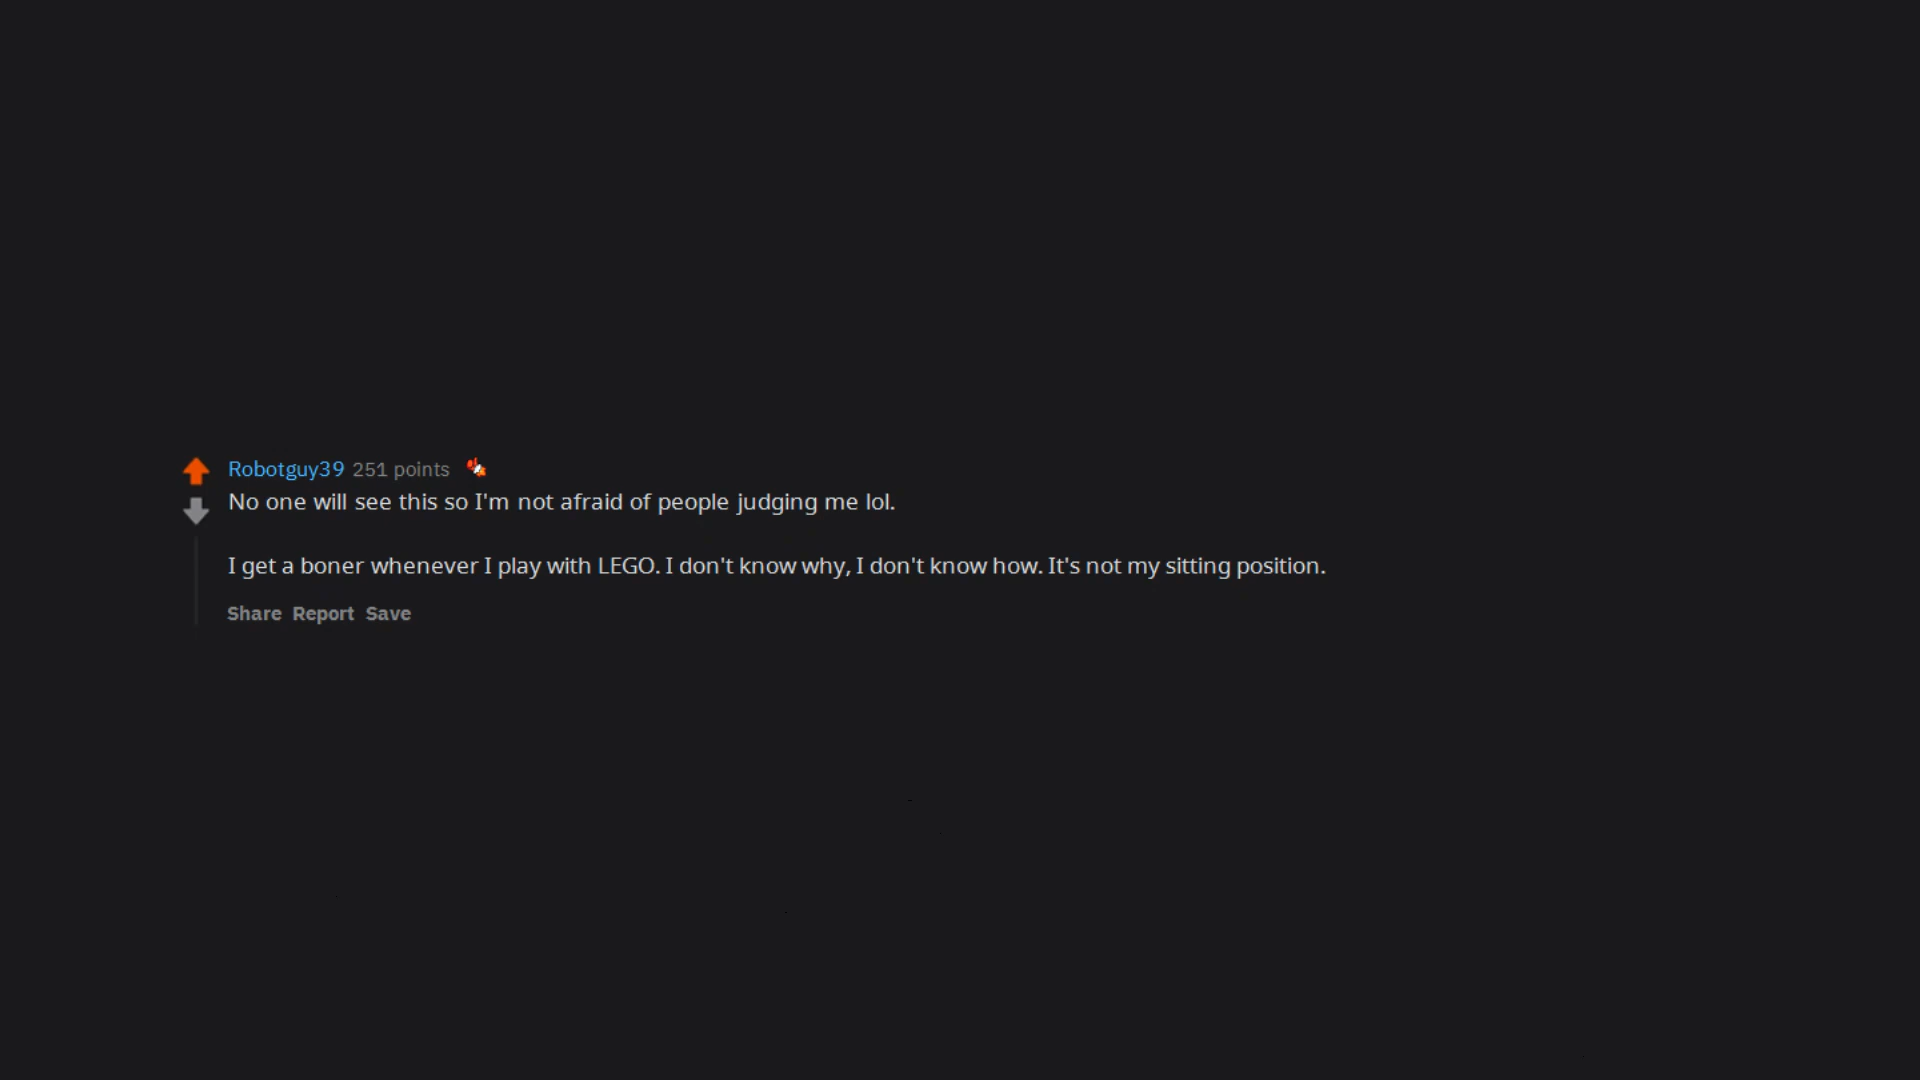 Robotguy39 251 points
No one will see this so I'm not afraid of people judging me lol.
I get a boner whenever I play with LEGO. I don't know why, I don't know how. It's not my sitting position.
Share Report Save